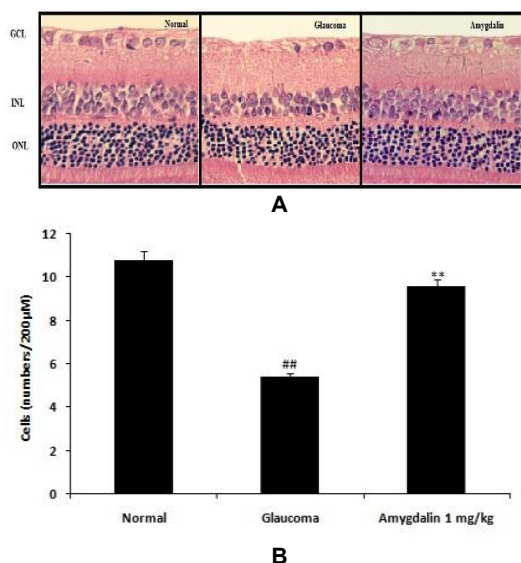 A
Normal
Glaucoma
Amygdalin
GCL
INL
ONL
A
B
Cells (numbers/200µM)
12
10
8
6
4
2
0
##
**
Normal
Glaucoma
Amygdalin 1 mg/kg
B